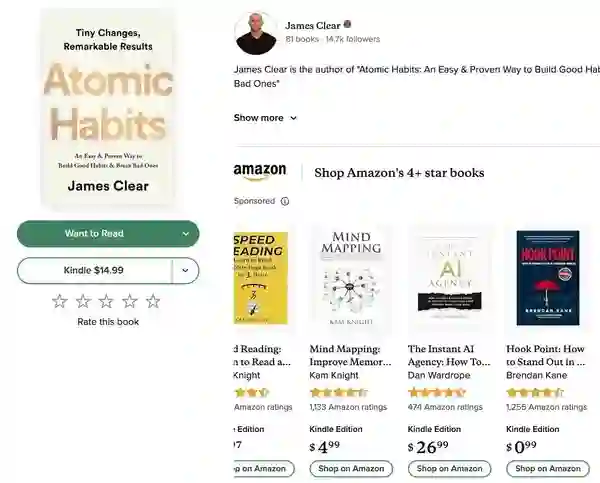 Tiny Changes,
Remarkable Results
Atomic
Habits
An Easy & Proven Way to
Build Good Habits & Break Bad Ones
James Clear
Want to Read
Kindle $14.99
Rate this book
James Clear
81 books · 14.7k followers
James Clear is the author of "Atomic Habits: An Easy & Proven Way to Build Good Hab
Bad Ones"
Show more
amazon
Shop Amazon's 4+ star books
Sponsored
SPEED
EADING
d Reading:
n to Read a...
Knight
Amazon ratings
e Edition
97
op on Amazon
MIND
MAPPING
KAM KNIGHT
Mind Mapping:
Improve Memor...
Kam Knight
1,133 Amazon ratings
Kindle Edition
$4.99
Shop on Amazon
INSTANT
AI
AGENCY
The Instant AI
Agency: How To...
Dan Wardrope
474 Amazon ratings
Kindle Edition
$26.99
Shop on Amazon
HOOK POINT
BRENDAN KANE
Hook Point: How
to Stand Out in ...
Brendan Kane
1,255 Amazon ratings
Kindle Edition
$0.99
Shop on Amazon